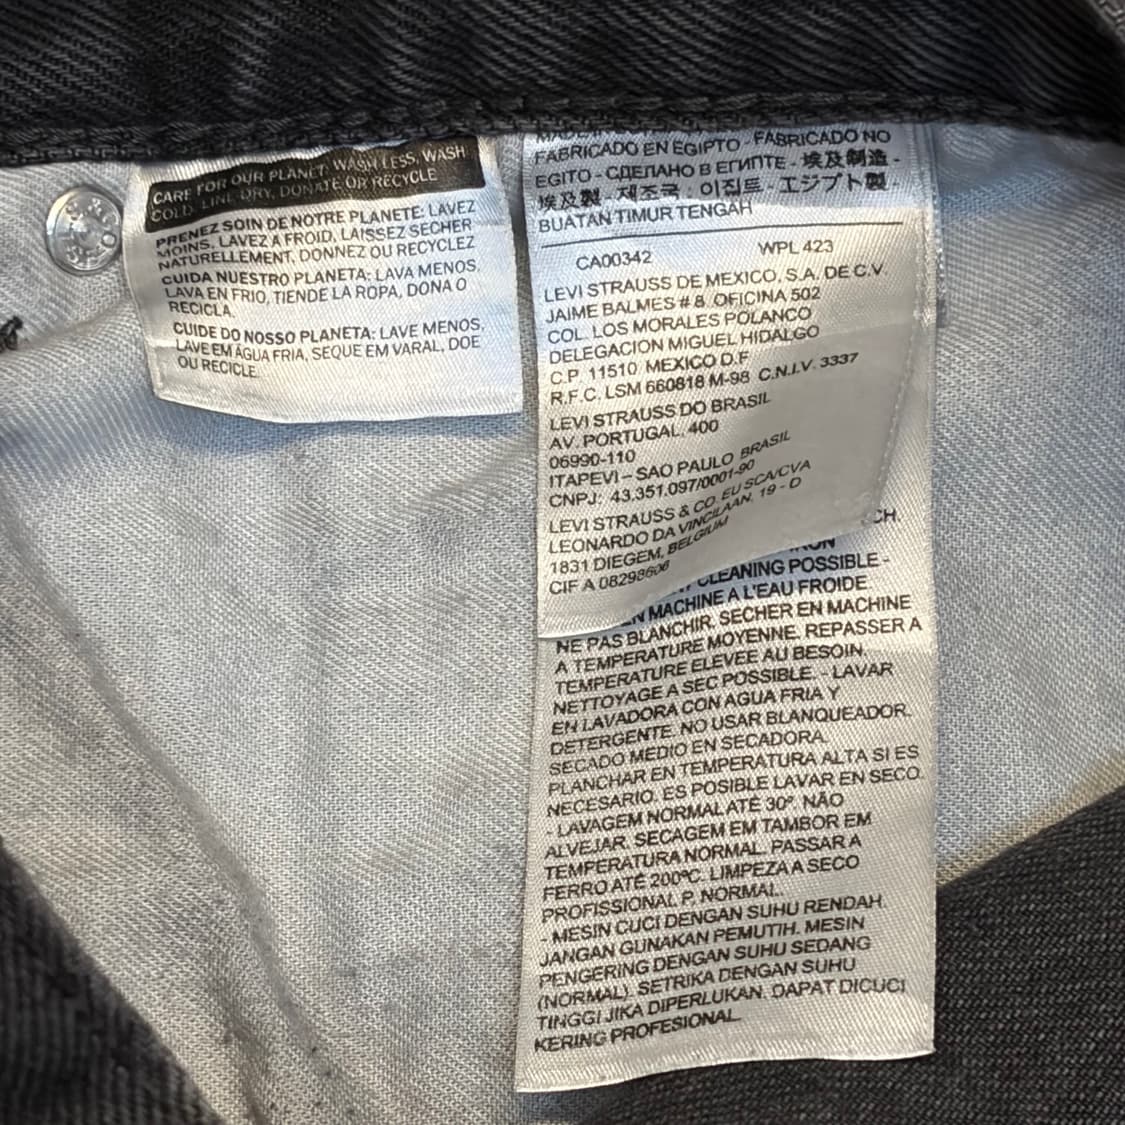 CARE FOR OUR PLANET: WASH LESS, WASH
COLD, LINE DRY, DONATE OR RECYCLE
PRENEZ SOIN DE NOTRE PLANETE: LAVEZ
MOINS, LAVEZ A FROID, LAISSEZ SECHER
NATURELLEMENT, DONNEZ OU RECYCLEZ
CUIDA NUESTRO PLANETA: LAVA MENOS,
LAVA EN FRIO, TIENDE LA ROPA, DONA O
RECICLA.
CUIDE DO NOSSO PLANETA: LAVE MENOS,
LAVE EM ÁGUA FRIA, SEQUE EM VARAL, DOE
OU RECICLE.
FABRICADO EN EGIPTO - FABRICADO NO
EGITO - СДЕЛАНО В ЕГИПТЕ - 埃及制造 -
埃及製 - 제조국 : 이집트 - エジプト製 -
BUATAN TIMUR TENGAH
CA00342 WPL 423
LEVI STRAUSS DE MEXICO, S.A. DE C.V.
JAIME BALMES # 8 OFICINA 502
COL. LOS MORALES POLANCO
DELEGACION MIGUEL HIDALGO
C.P. 11510 MEXICO D.F
R.F.C. LSM 660818 M-98 C.N.I.V. 3337
LEVI STRAUSS DO BRASIL
AV. PORTUGAL, 400
06990-110
ITAPEVI – SAO PAULO BRASIL
CNPJ: 43.351.097/0001-90
LEVI STRAUSS & CO. EU SCA/CVA
LEONARDO DA VINCILAAN, 19 - D
1831 DIEGEM, BELGIUM
CIF A 08298606
CLEANING POSSIBLE -
MACHINE A L'EAU FROIDE
NE PAS BLANCHIR. SECHER EN MACHINE
A TEMPERATURE MOYENNE. REPASSER A
TEMPERATURE ELEVEE AU BESOIN.
NETTOYAGE A SEC POSSIBLE. - LAVAR
EN LAVADORA CON AGUA FRIA Y
DETERGENTE. NO USAR BLANQUEADOR.
SECADO MEDIO EN SECADORA.
PLANCHAR EN TEMPERATURA ALTA SI ES
NECESARIO. ES POSIBLE LAVAR EN SECO.
- LAVAGEM NORMAL ATÉ 30º. NÃO
ALVEJAR. SECAGEM EM TAMBOR EM
TEMPERATURA NORMAL. PASSAR A
FERRO ATÉ 200ºC. LIMPEZA A SECO
PROFISSIONAL P. NORMAL.
- MESIN CUCI DENGAN SUHU RENDAH.
JANGAN GUNAKAN PEMUTIH. MESIN
PENGERING DENGAN SUHU SEDANG
(NORMAL). SETRIKA DENGAN SUHU
TINGGI JIKA DIPERLUKAN. DAPAT DICUCI
KERING PROFESIONAL.